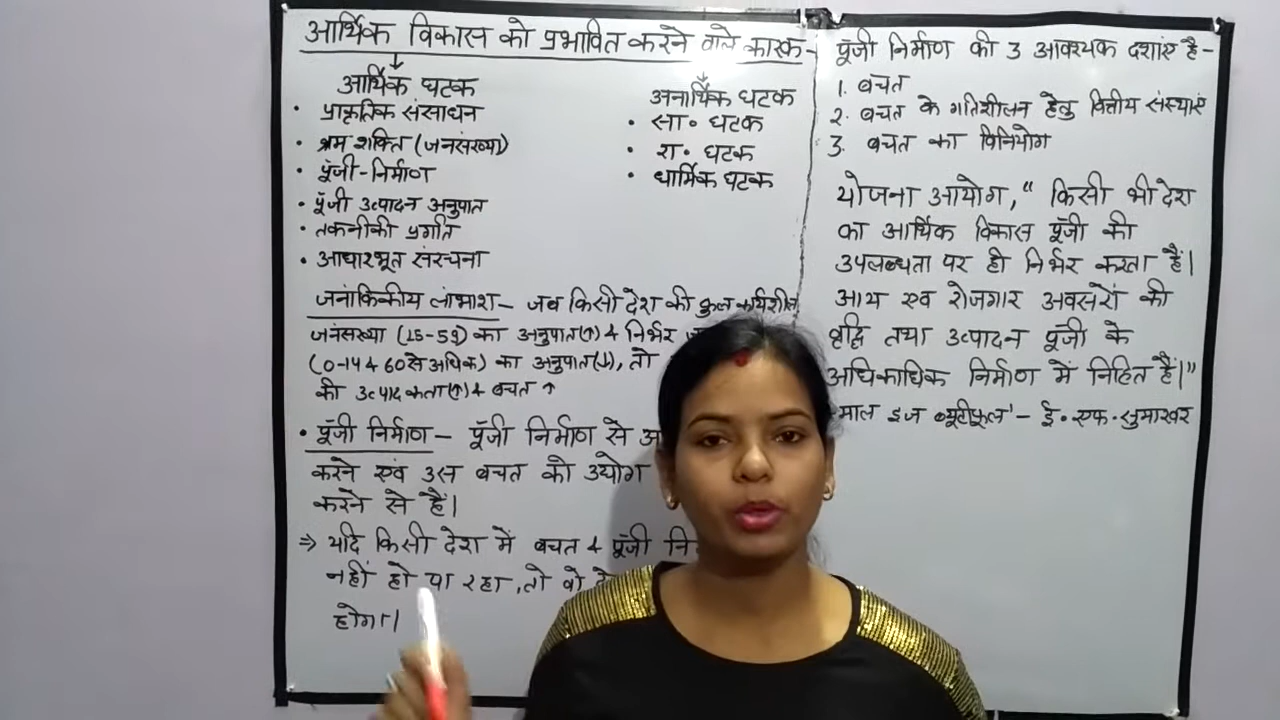 आर्थिक विकास को प्रभावित करने वाले कारक -
आर्थिक घटक
• प्राकृतिक संसाधन
• श्रम शक्ति (जनसंख्या)
• पूँजी-निर्माण
• पूँजी उत्पादन अनुपात
• तकनीकी प्रगति
• आधारभूत संरचना
अनार्थिक घटक
• सा॰ घटक
• रा॰ घटक
• धार्मिक घटक
जनांकिकीय लाभांश - जब किसी देश की कुल कार्यशील
जनसंख्या (15-59) का अनुपात(↑) & निर्भर
(0-14 & 60 से अधिक) का अनुपात(↓), तो
की उत्पादकता(↑) & बचत ↑
• पूँजी निर्माण - पूँजी निर्माण से
करने एवं उस बचत को उद्योग
करने से हैं।
⇒ यदि किसी देश में बचत & पूँजी
नहीं हो पा रहा, तो वो
होगा।
पूँजी निर्माण की 3 आवश्यक दशाएं है -
1. बचत
2. बचत के गतिशीलन हेतु वित्तीय संस्थाएं
3. बचत का विनियोग
योजना आयोग, " किसी भी देश
का आर्थिक विकास पूँजी की
उपलब्धता पर ही निर्भर करता हैं।
आय एवं रोजगार अवसरों की
वृद्धि तथा उत्पादन पूँजी के
अधिकाधिक निर्माण में निहित हैं।"
माल इज ब्यूटीफूल' - ई॰ एफ॰ सुमाखर